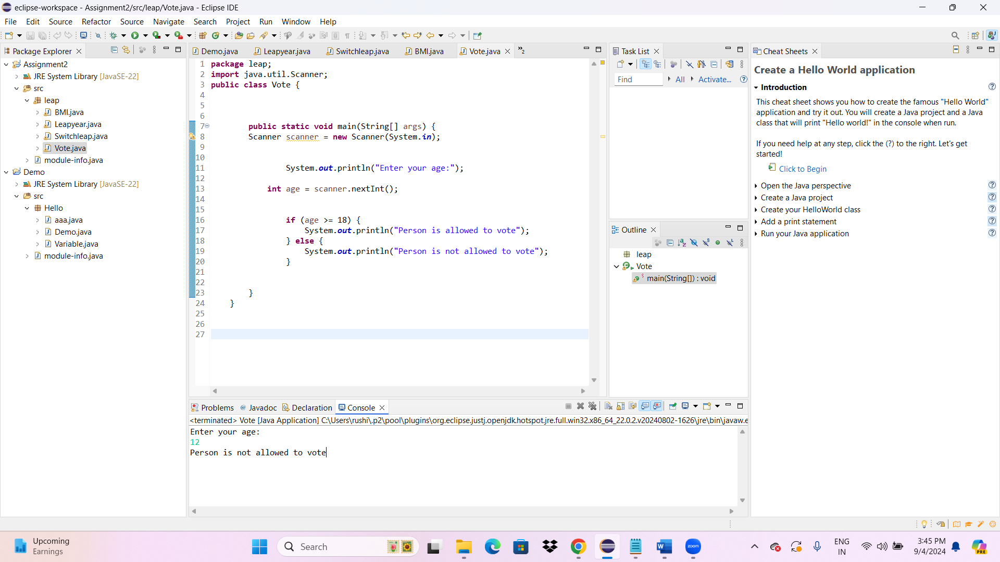 eclipse-workspace - Assignment2/src/leap/Vote.java - Eclipse IDE
File Edit Source Refactor Source Navigate Search Project Run Window Help
Package Explorer
Assignment2
JRE System Library [JavaSE-22]
src
leap
BMI.java
Leapyear.java
Switchleap.java
Vote.java
module-info.java
Demo
JRE System Library [JavaSE-22]
src
Hello
aaa.java
Demo.java
Variable.java
module-info.java
Demo.java Leapyear.java Switchleap.java BMI.java Vote.java »2
1 package leap;
2 import java.util.Scanner;
3 public class Vote {
4
5
6
7 public static void main(String[] args) {
8 Scanner scanner = new Scanner(System.in);
9
10
11 System.out.println("Enter your age:");
12
13 int age = scanner.nextInt();
14
15
16 if (age >= 18) {
17 System.out.println("Person is allowed to vote");
18 } else {
19 System.out.println("Person is not allowed to vote");
20 }
21
22
23 }
24 }
25
26
27
Task List
Find All Activate...
Outline
leap
Vote
main(String[]) : void
Cheat Sheets
Create a Hello World application
Introduction
This cheat sheet shows you how to create the famous "Hello World"
application and try it out. You will create a Java project and a Java
class that will print "Hello world!" in the console when run.
If you need help at any step, click the (?) to the right. Let's get
started!
Click to Begin
Open the Java perspective
Create a Java project
Create your HelloWorld class
Add a print statement
Run your Java application
Problems @ Javadoc Declaration Console
<terminated> Vote [Java Application] C:\Users\rushi\.p2\pool\plugins\org.eclipse.justj.openjdk.hotspot.jre.full.win32.x86_64_22.0.2.v20240802-1626\jre\bin\javaw.e
Enter your age:
12
Person is not allowed to vote
Upcoming
Earnings
Search
zoom
ENG
IN
3:45 PM
9/4/2024
PRE